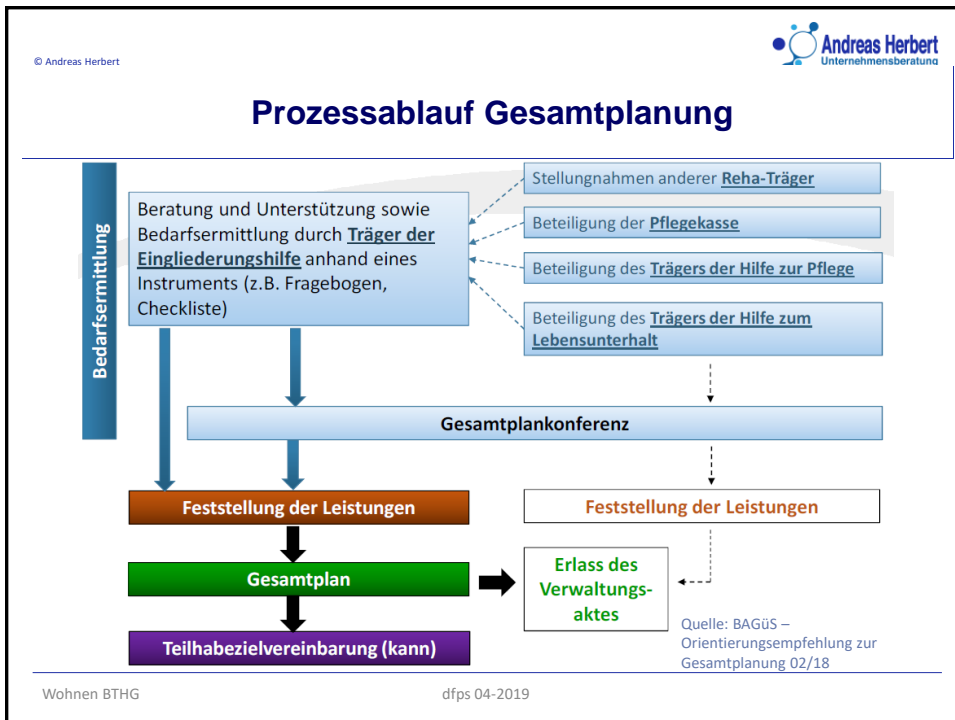 © Andreas Herbert
Andreas Herbert
Unternehmensberatung
Prozessablauf Gesamtplanung
Bedarfsermittlung
Beratung und Unterstützung sowie
Bedarfsermittlung durch Träger der
Eingliederungshilfe anhand eines
Instruments (z.B. Fragebogen,
Checkliste)
Stellungnahmen anderer Reha-Träger
Beteiligung der Pflegekasse
Beteiligung des Trägers der Hilfe zur Pflege
Beteiligung des Trägers der Hilfe zum
Lebensunterhalt
Gesamtplankonferenz
Feststellung der Leistungen
Feststellung der Leistungen
Gesamtplan
Erlass des
Verwaltungs-
aktes
Teilhabezielvereinbarung (kann)
Quelle: BAGüS –
Orientierungsempfehlung zur
Gesamtplanung 02/18
Wohnen BTHG
dfps 04-2019